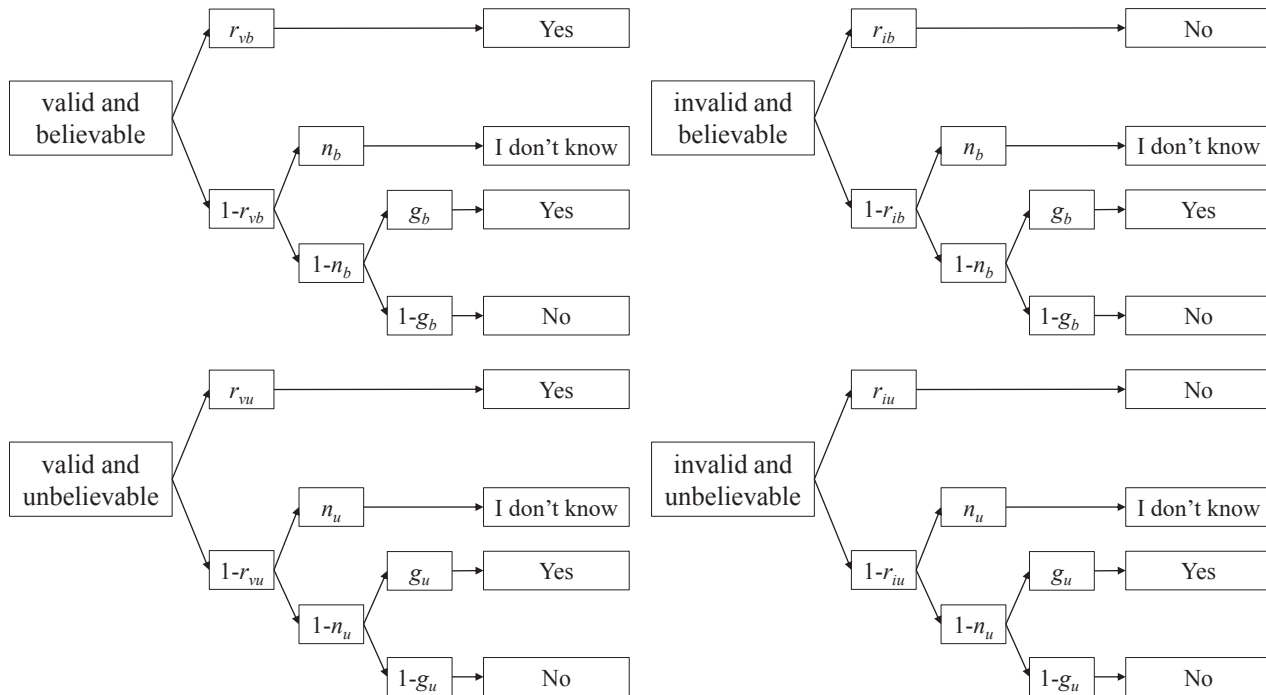 r_vb
Yes
valid and
believable
n_b
I don't know
1-r_vb
g_b
Yes
1-n_b
1-g_b
No
r_ib
No
invalid and
believable
n_b
I don't know
1-r_ib
g_b
Yes
1-n_b
1-g_b
No
r_vu
Yes
valid and
unbelievable
n_u
I don't know
1-r_vu
g_u
Yes
1-n_u
1-g_u
No
r_iu
No
invalid and
unbelievable
n_u
I don't know
1-r_iu
g_u
Yes
1-n_u
1-g_u
No